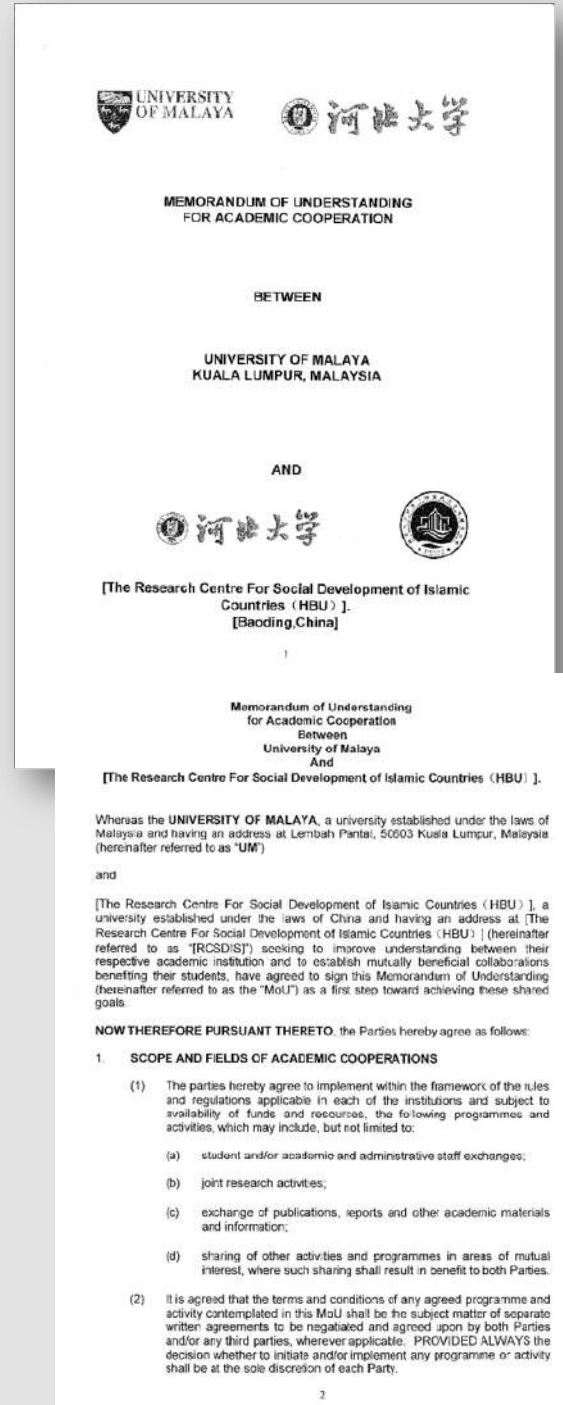 UNIVERSITY
OF MALAYA
河北大学
MEMORANDUM OF UNDERSTANDING
FOR ACADEMIC COOPERATION
BETWEEN
UNIVERSITY OF MALAYA
KUALA LUMPUR, MALAYSIA
AND
河北大学
[The Research Centre For Social Development of Islamic
Countries（HBU）].
[Baoding,China]
1
Memorandum of Understanding
for Academic Cooperation
Between
University of Malaya
And
[The Research Centre For Social Development of Islamic Countries（HBU）].
Whereas the UNIVERSITY OF MALAYA, a university established under the laws of
Malaysia and having an address at Lembah Pantai, 50603 Kuala Lumpur, Malaysia
(hereinafter referred to as "UM")
and
[The Research Centre For Social Development of Islamic Countries（HBU）], a
university established under the laws of China and having an address at [The
Research Centre For Social Development of Islamic Countries（HBU）] (hereinafter
referred to as "[RCSDIS]") seeking to improve understanding between their
respective academic institution and to establish mutually beneficial collaborations
benefiting their students, have agreed to sign this Memorandum of Understanding
(hereinafter referred to as the "MoU") as a first step toward achieving these shared
goals.
NOW THEREFORE PURSUANT THERETO, the Parties hereby agree as follows:
1. SCOPE AND FIELDS OF ACADEMIC COOPERATIONS
(1) The parties hereby agree to implement within the framework of the rules
and regulations applicable in each of the institutions and subject to
availability of funds and resources, the following programmes and
activities, which may include, but not limited to:
(a) student and/or academic and administrative staff exchanges;
(b) joint research activities;
(c) exchange of publications, reports and other academic materials
and information;
(d) sharing of other activities and programmes in areas of mutual
interest, where such sharing shall result in benefit to both Parties.
(2) It is agreed that the terms and conditions of any agreed programme and
activity contemplated in this MoU shall be the subject matter of separate
written agreements to be negotiated and agreed upon by both Parties
and/or any third parties, wherever applicable. PROVIDED ALWAYS the
decision whether to initiate and/or implement any programme or activity
shall be at the sole discretion of each Party.
2